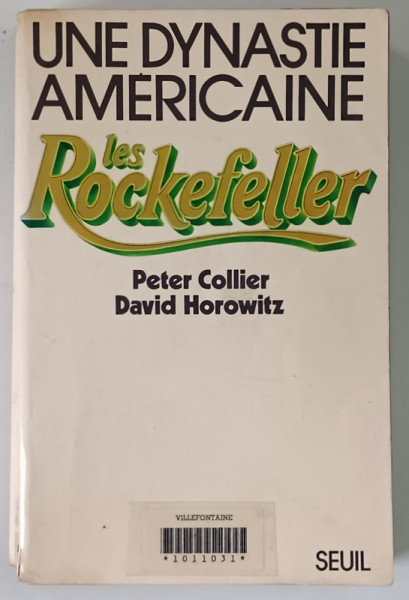 UNE DYNASTIE
AMÉRICAINE
les
Rockefeller
Peter Collier
David Horowitz
VILLEFONTAINE
*1011031*
SEUIL